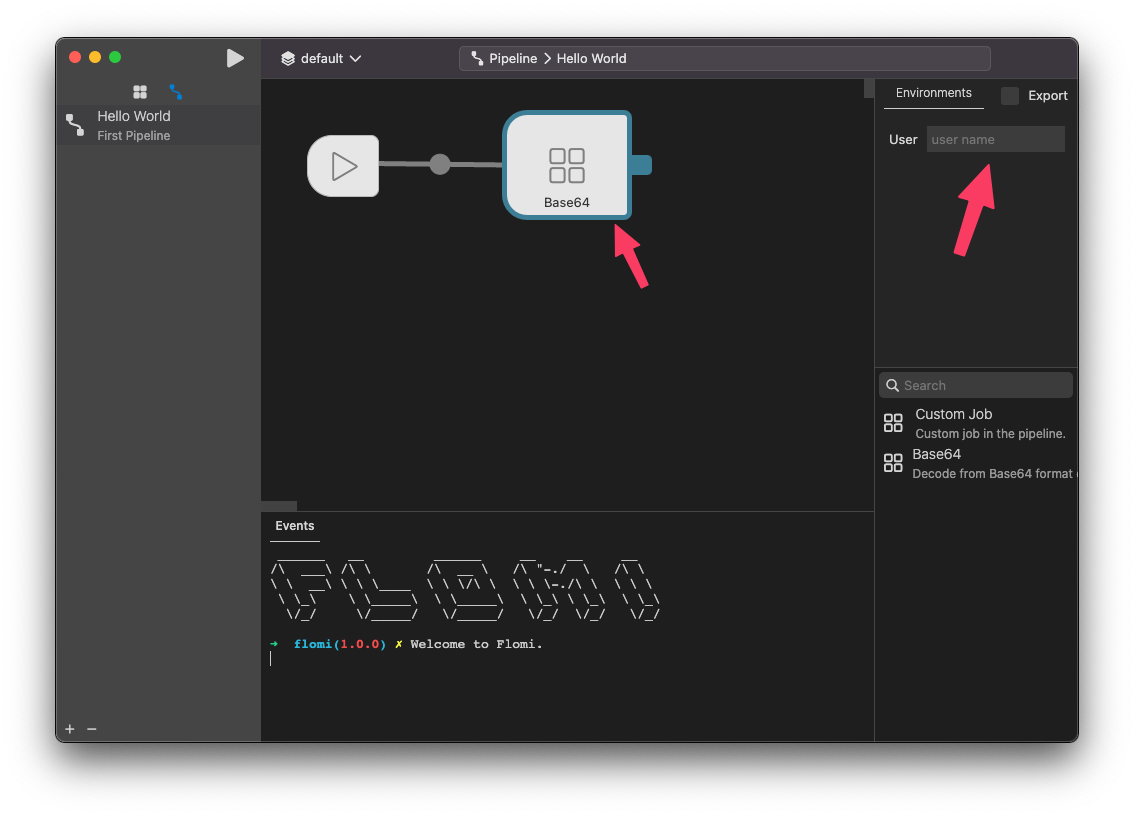 default
Pipeline > Hello World
Hello World
First Pipeline
Base64
Environments
Export
User
user name
Search
Custom Job
Custom job in the pipeline.
Base64
Decode from Base64 format
Events
FLOMI
➜ flomi(1.0.0) ✗ Welcome to Flomi.
+ −